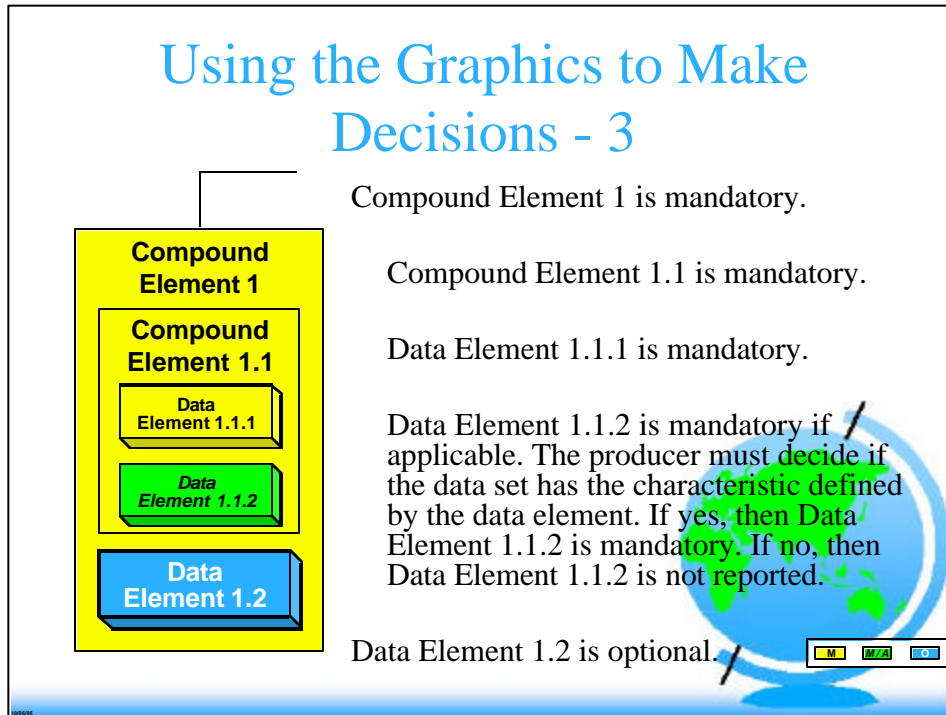 Using the Graphics to Make
Decisions - 3
Compound Element 1 is mandatory.
Compound
Element 1
Compound Element 1.1 is mandatory.
Compound
Element 1.1
Data Element 1.1.1 is mandatory.
Data
Element 1.1.1
Data Element 1.1.2 is mandatory if
applicable. The producer must decide if
the data set has the characteristic defined
by the data element. If yes, then Data
Element 1.1.2 is mandatory. If no, then
Data Element 1.1.2 is not reported.
Data
Element 1.1.2
Data
Element 1.2
Data Element 1.2 is optional.
M M/A O